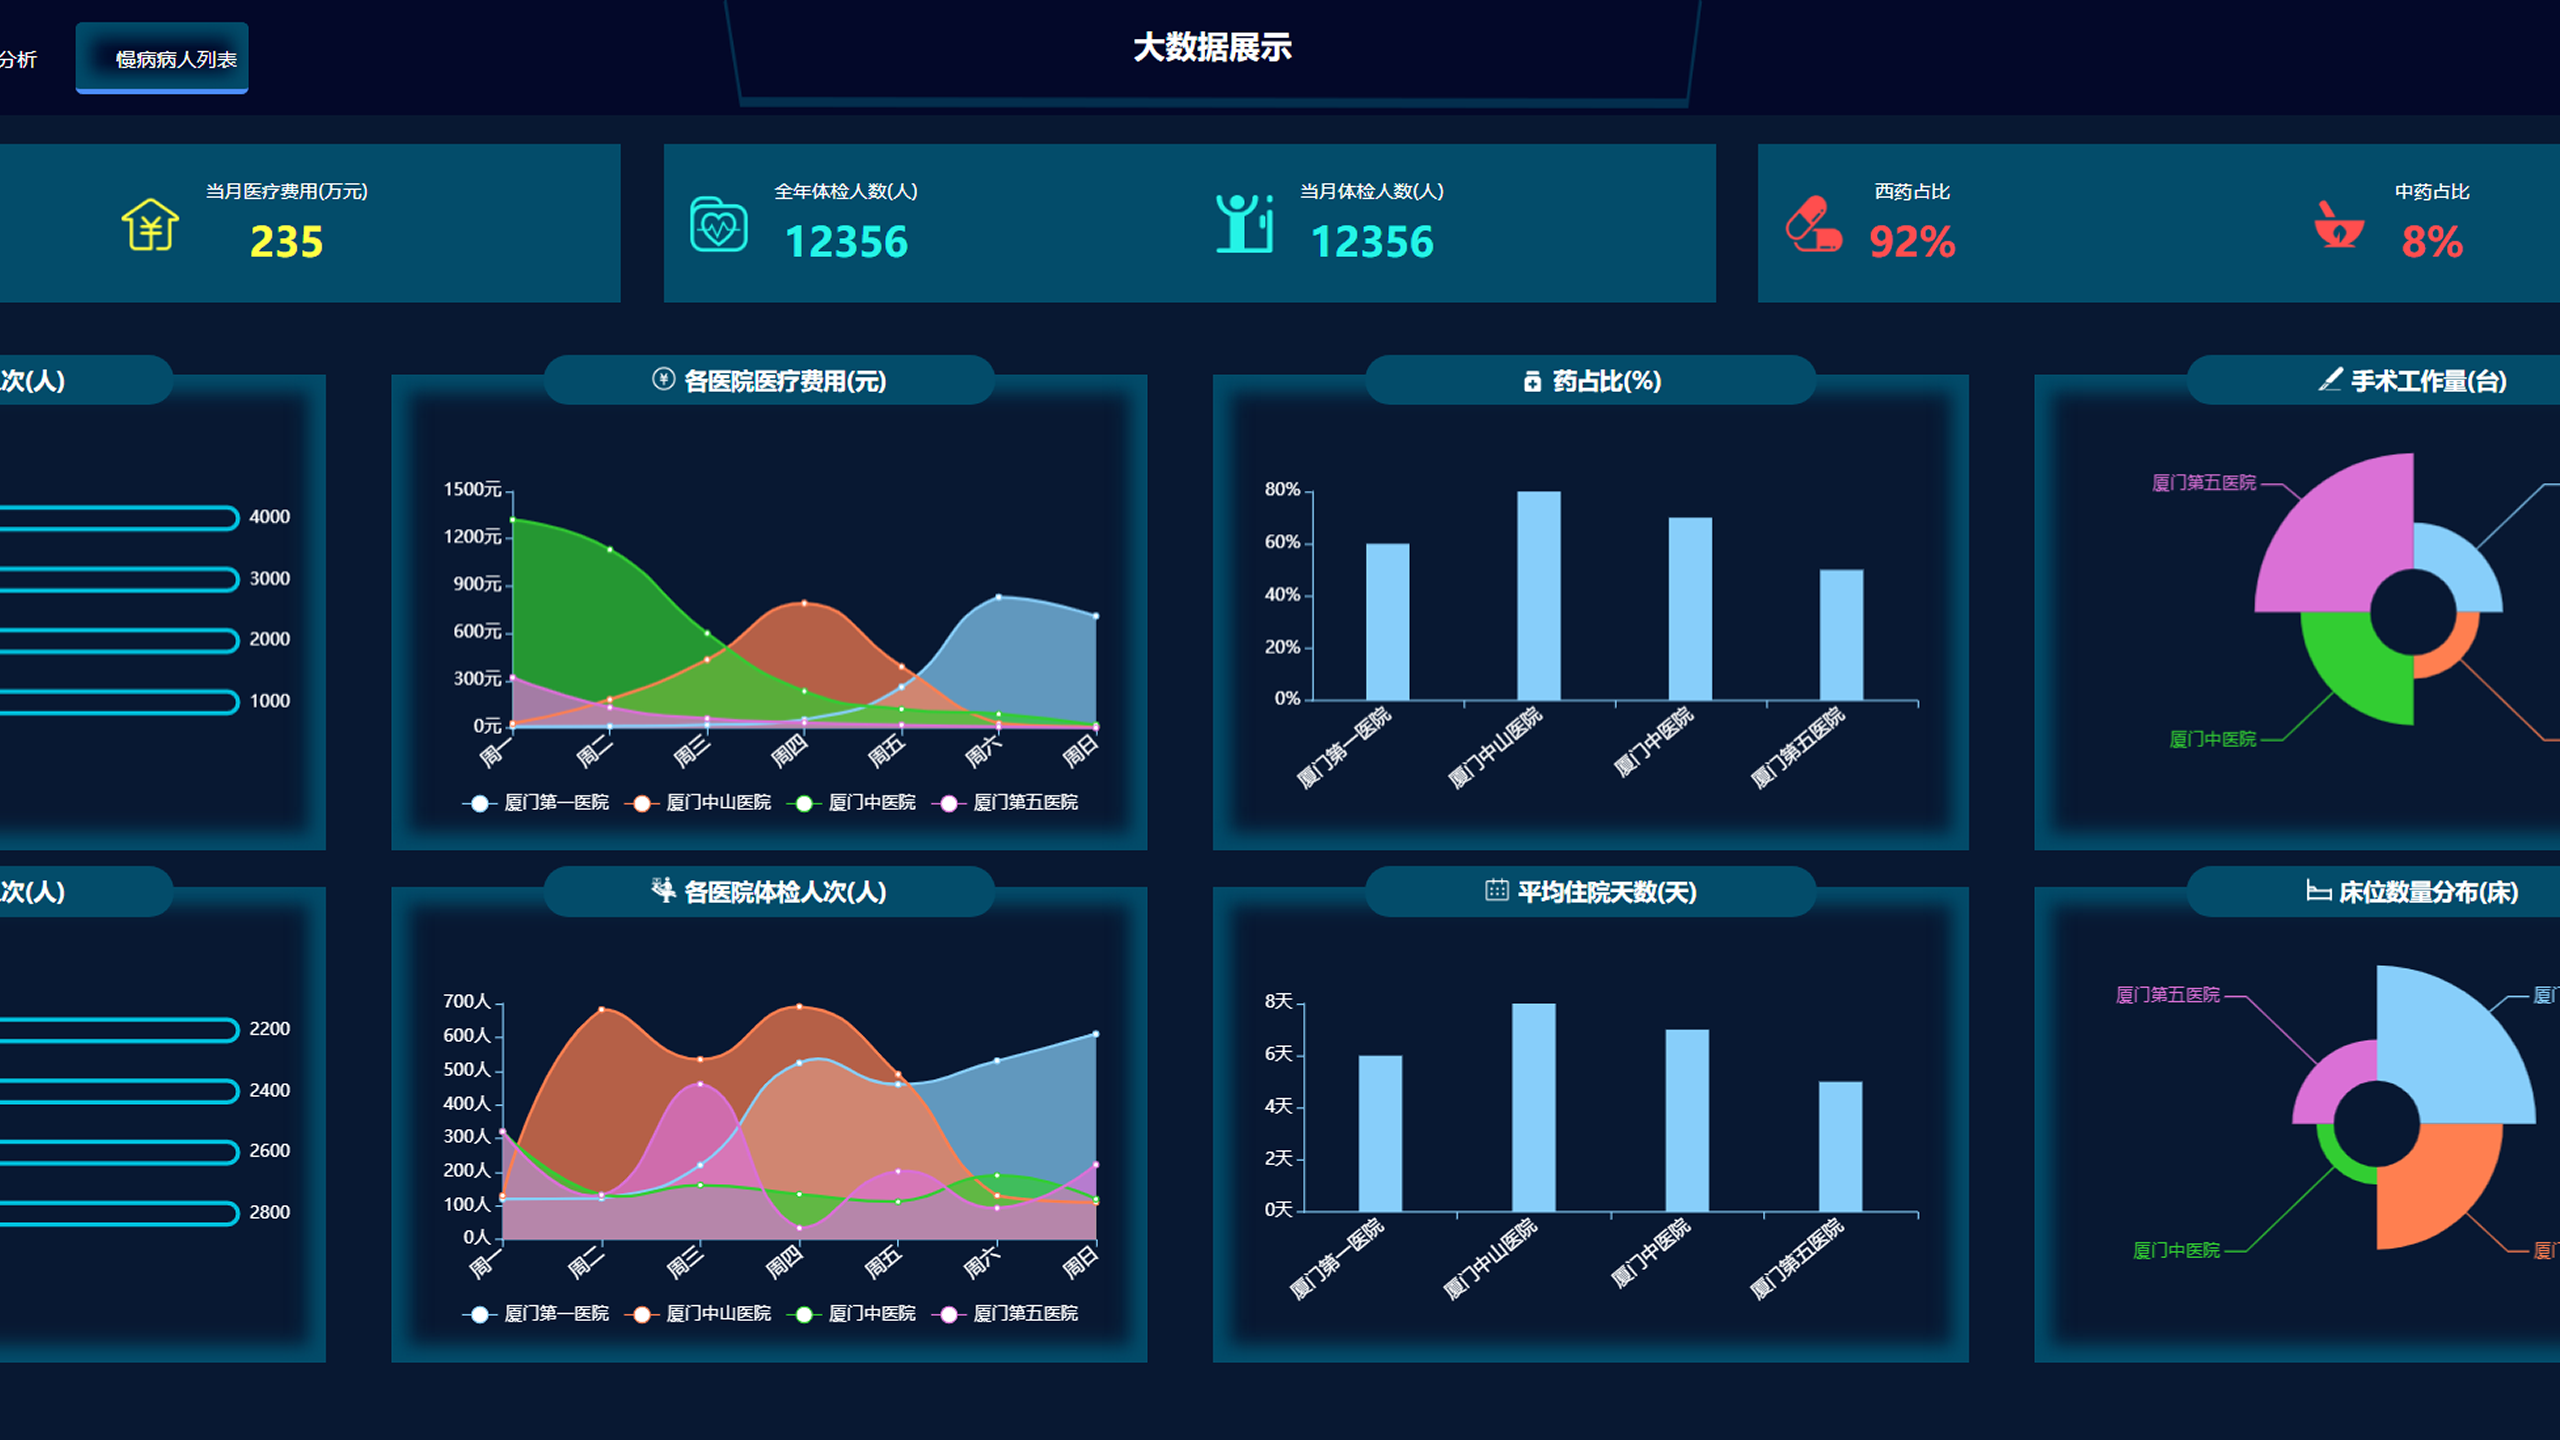 分析
慢病病人列表
大数据展示
当月医疗费用(万元)
235
全年体检人数(人)
12356
当月体检人数(人)
12356
西药占比
92%
中药占比
8%
次(人)
4000
3000
2000
1000
各医院医疗费用(元)
1500元
1200元
900元
600元
300元
0元
周一
周二
周三
周四
周五
周六
周日
厦门第一医院
厦门中山医院
厦门中医院
厦门第五医院
药占比(%)
80%
60%
40%
20%
0%
厦门第一医院
厦门中山医院
厦门中医院
厦门第五医院
手术工作量(台)
厦门第五医院
厦门中医院
次(人)
2200
2400
2600
2800
各医院体检人次(人)
700人
600人
500人
400人
300人
200人
100人
0人
周一
周二
周三
周四
周五
周六
周日
厦门第一医院
厦门中山医院
厦门中医院
厦门第五医院
平均住院天数(天)
8天
6天
4天
2天
0天
厦门第一医院
厦门中山医院
厦门中医院
厦门第五医院
床位数量分布(床)
厦门第五医院
厦门中医院
厦
厦